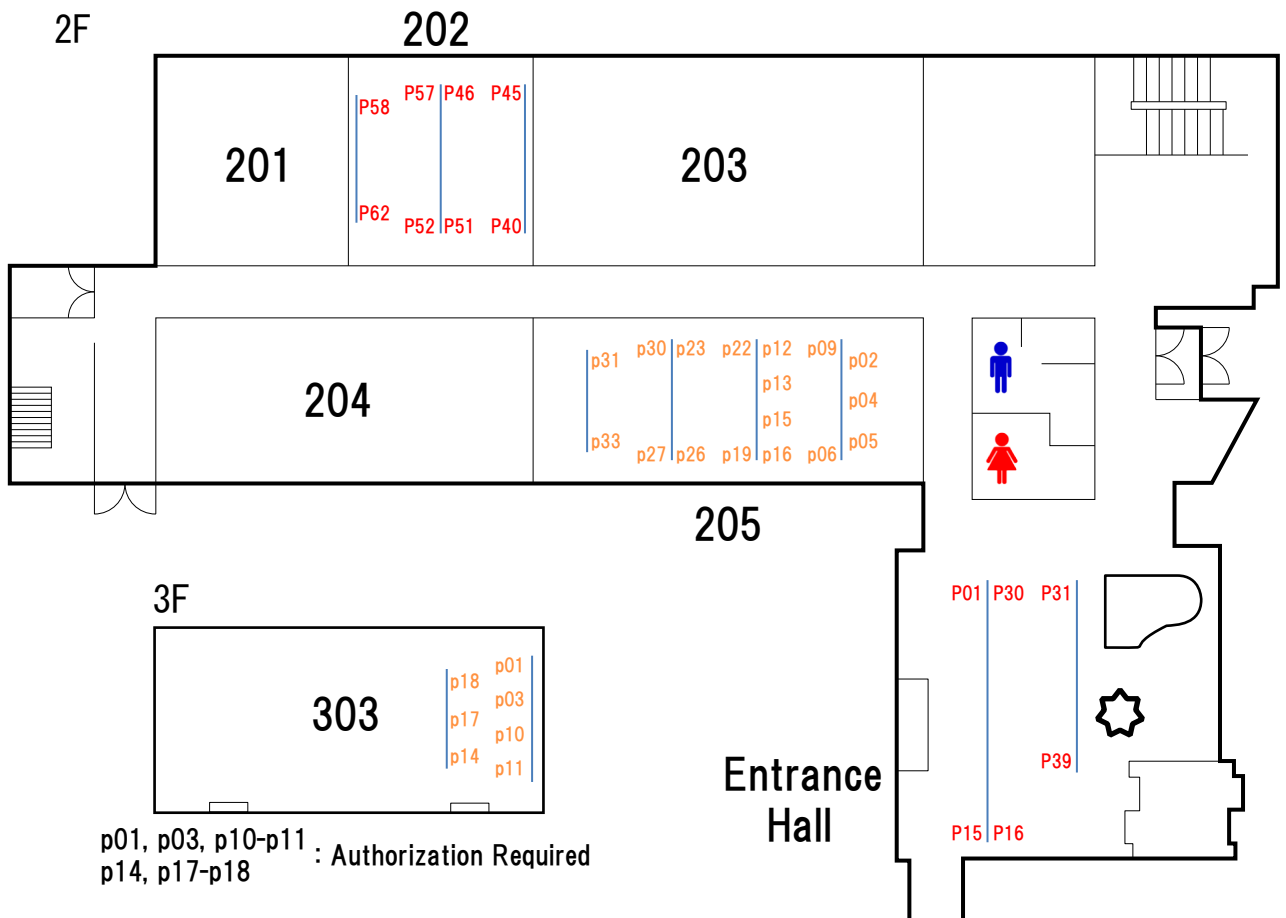 2F
202
P58 P57 P46 P45
201
203
P62 P52 P51 P40
p31 p30 p23 p22 p12 p09 p02
p13
p04
204
p15
p33 p27 p26 p19 p16 p06 p05
205
3F
P01 P30 P31
p01
p18
p03
303
p17
p10
p14
p11
P39
Entrance
Hall
P15 P16
p01, p03, p10-p11
p14, p17-p18
: Authorization Required